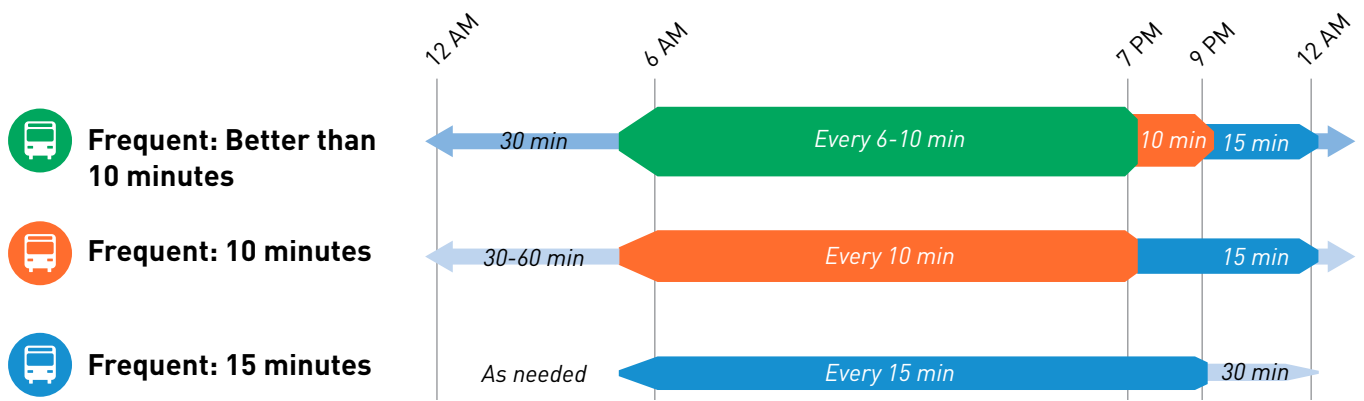 12 AM
6 AM
7 PM
9 PM
12 AM
Frequent: Better than
10 minutes
30 min
Every 6-10 min
10 min
15 min
Frequent: 10 minutes
30-60 min
Every 10 min
15 min
Frequent: 15 minutes
As needed
Every 15 min
30 min